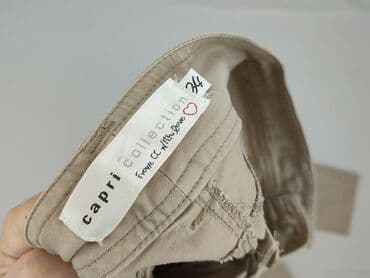 capri collection
From CC With Love ♡
34